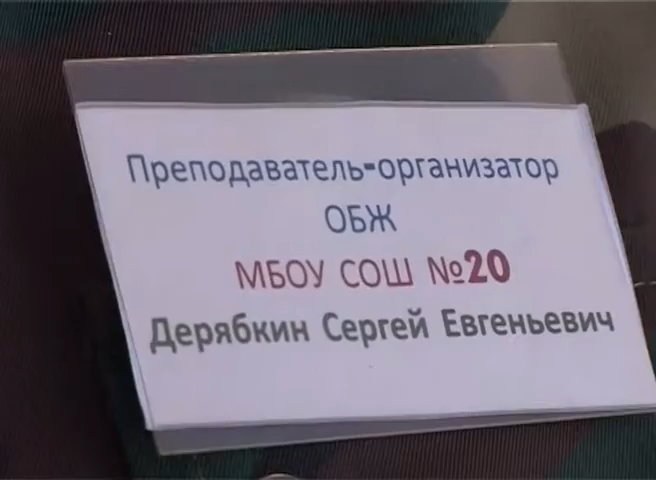 Преподаватель-организатор
ОБЖ
МБОУ СОШ №20
Дерябкин Сергей Евгеньевич